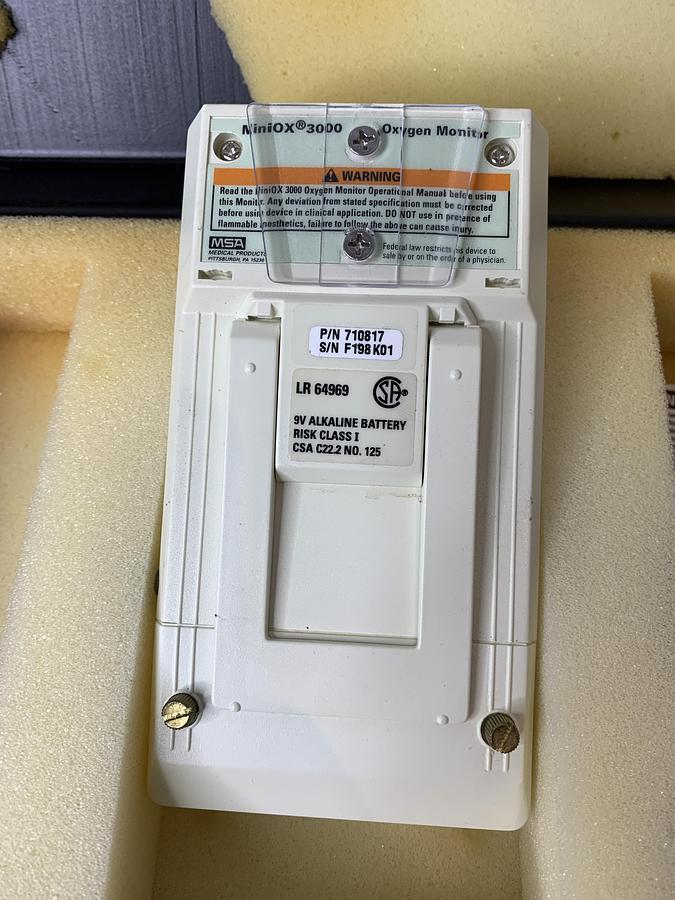 MiniOX®3000 Oxygen Monitor
WARNING
Read the MiniOX 3000 Oxygen Monitor Operational Manual before using
this Monitor. Any deviation from stated specification must be corrected
before using device in clinical application. DO NOT use in presence of
flammable anesthetics, failure to follow the above can cause injury.
MSA
MEDICAL PRODUCTS
PITTSBURGH, PA 15230
Federal law restricts this device to
sale by or on the order of a physician.
P/N 710817
S/N F198K01
LR 64969
SA®
9V ALKALINE BATTERY
RISK CLASS I
CSA C22.2 NO. 125